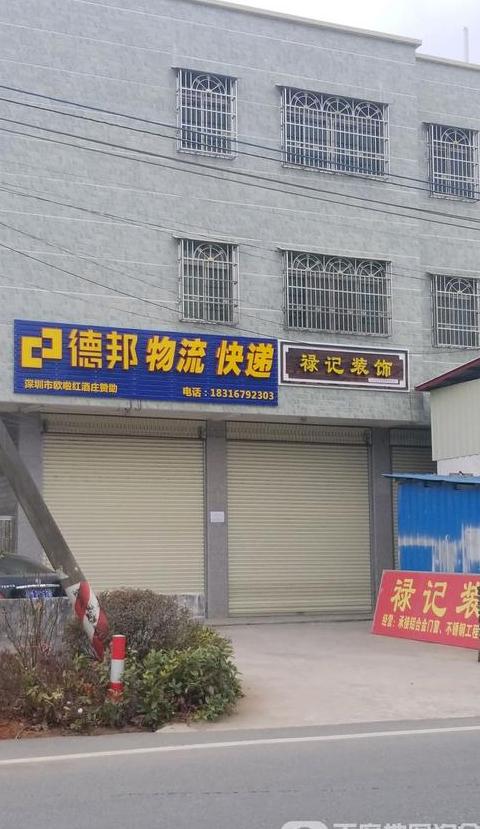 德邦 物流 快递
深圳市欧啦红酒庄赞助
电话:18316792303
禄记装饰
禄记装
经营:承接铝合金门窗、不锈钢工程